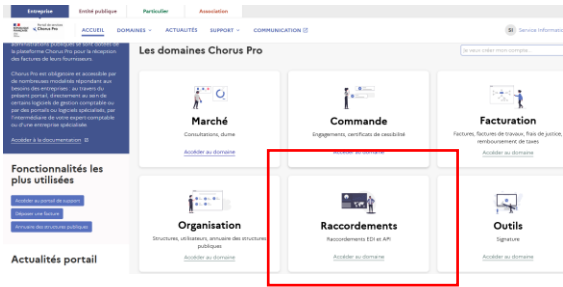 Entreprise
Entité publique
Particulier
Association
Portail de services
Chorus Pro
ACCUEIL
DOMAINES
ACTUALITÉS
SUPPORT
COMMUNICATION
SI
Service Informati
la plateforme Chorus Pro pour la réception
des factures de leurs fournisseurs.
Chorus Pro est obligatoire et accessible par
de nombreuses modalités répondant aux
besoins des entreprises : au travers du
présent portail, directement au sein de
certains logiciels de gestion comptable ou
par des portails ou logiciels spécialisés, par
l'intermédiaire de votre expert-comptable
ou d'une entreprise spécialisée.
Accéder à la documentation
Fonctionnalités les
plus utilisées
Accéder au portail de support
Déposer une facture
Annuaire des structures publiques
Actualités portail
Les domaines Chorus Pro
Je veux créer mon compte...
Marché
Consultations, dume
Accéder au domaine
Commande
Engagements, certificats de cessibilité
Accéder au domaine
Facturation
Factures, factures de travaux, frais de justice,
remboursement de taxes
Accéder au domaine
Organisation
Structures, utilisateurs, annuaire des structures
publiques
Accéder au domaine
Raccordements
Raccordements EDI et API
Accéder au domaine
Outils
Signature
Accéder au domaine